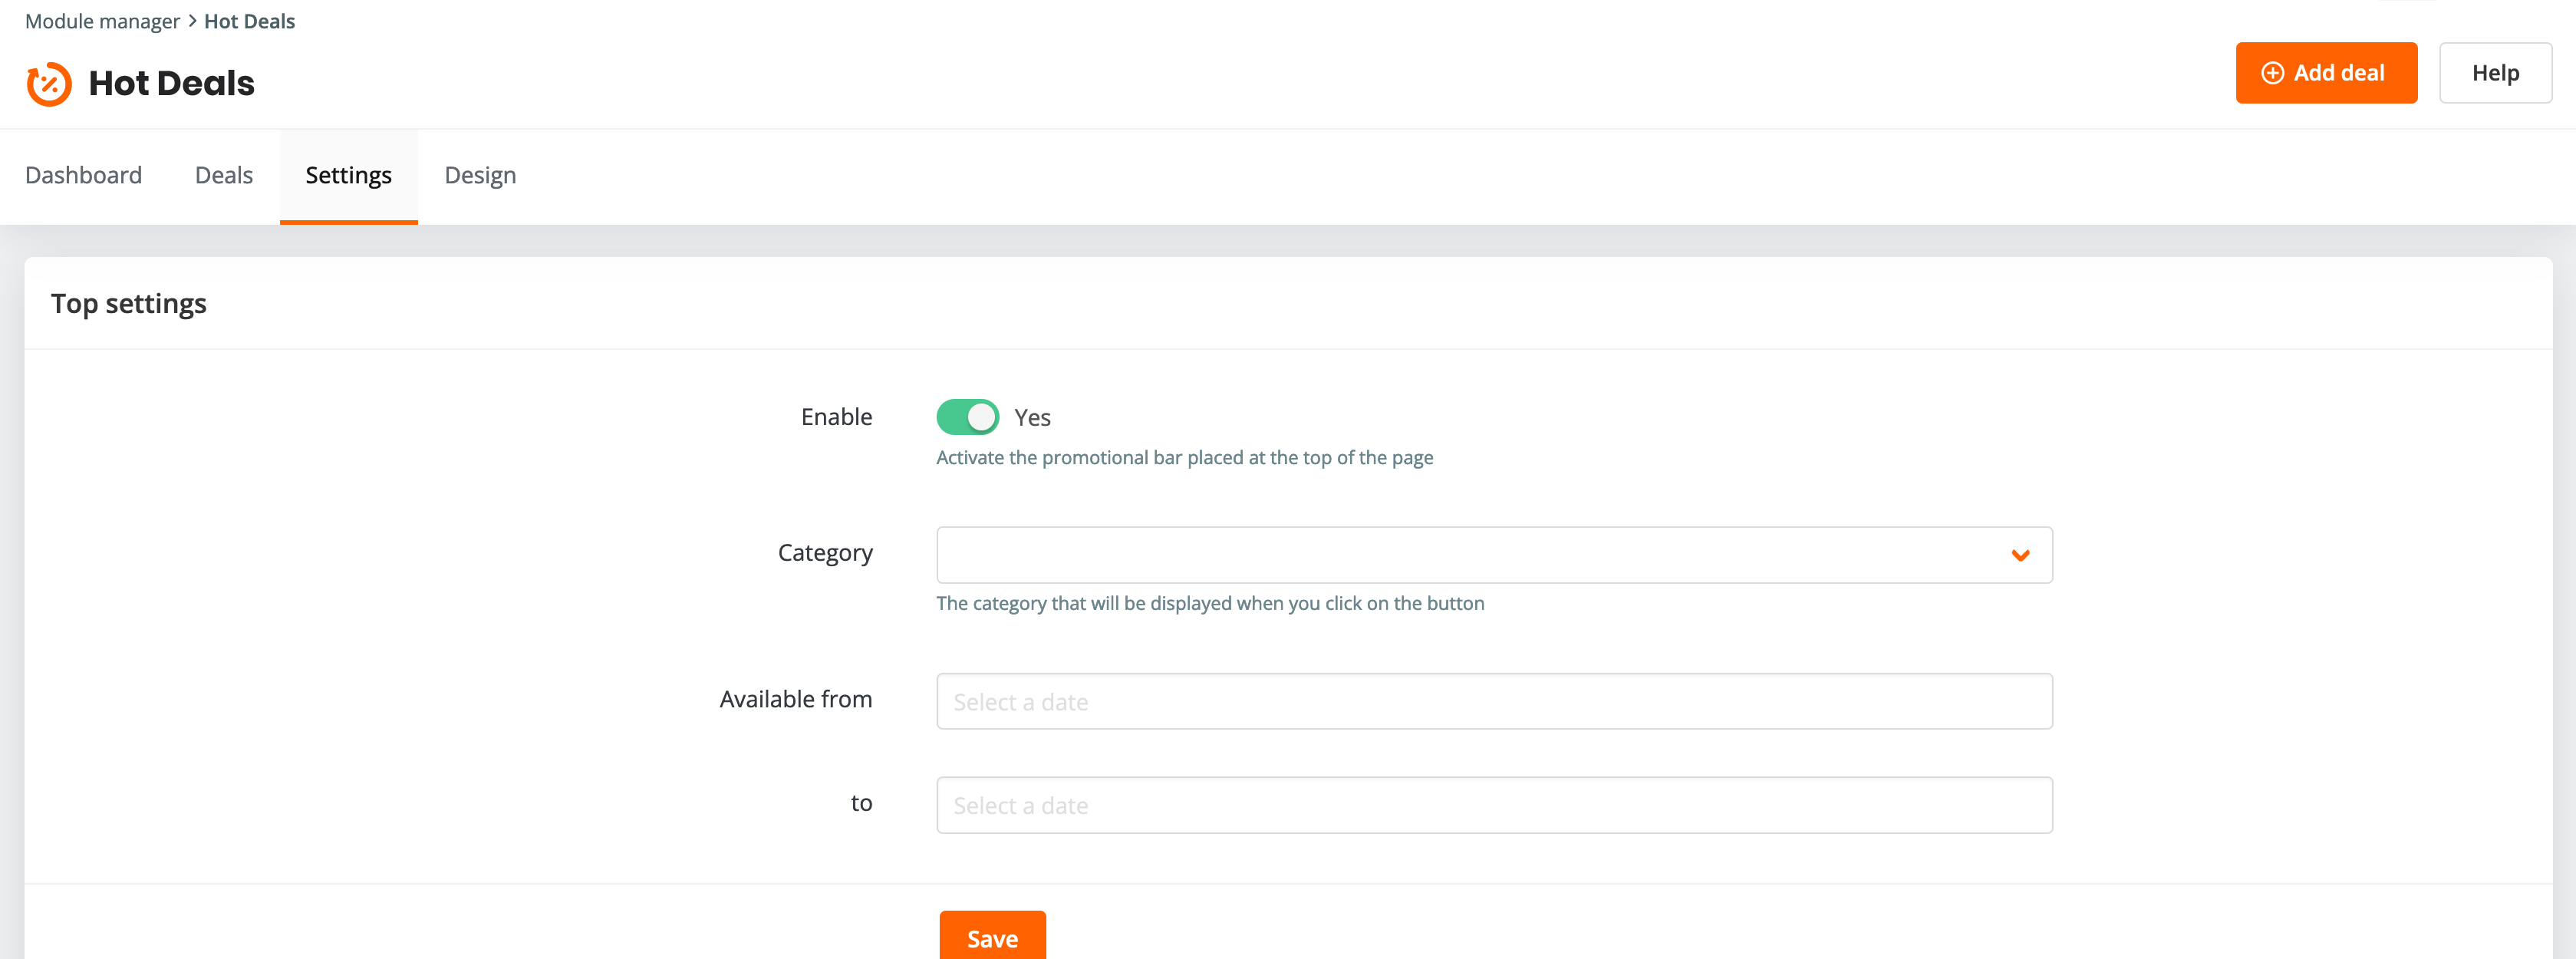 Module manager > Hot Deals
Hot Deals
Add deal
Help
Dashboard
Deals
Settings
Design
Top settings
Enable
Yes
Activate the promotional bar placed at the top of the page
Category
The category that will be displayed when you click on the button
Available from
Select a date
to
Select a date
Save